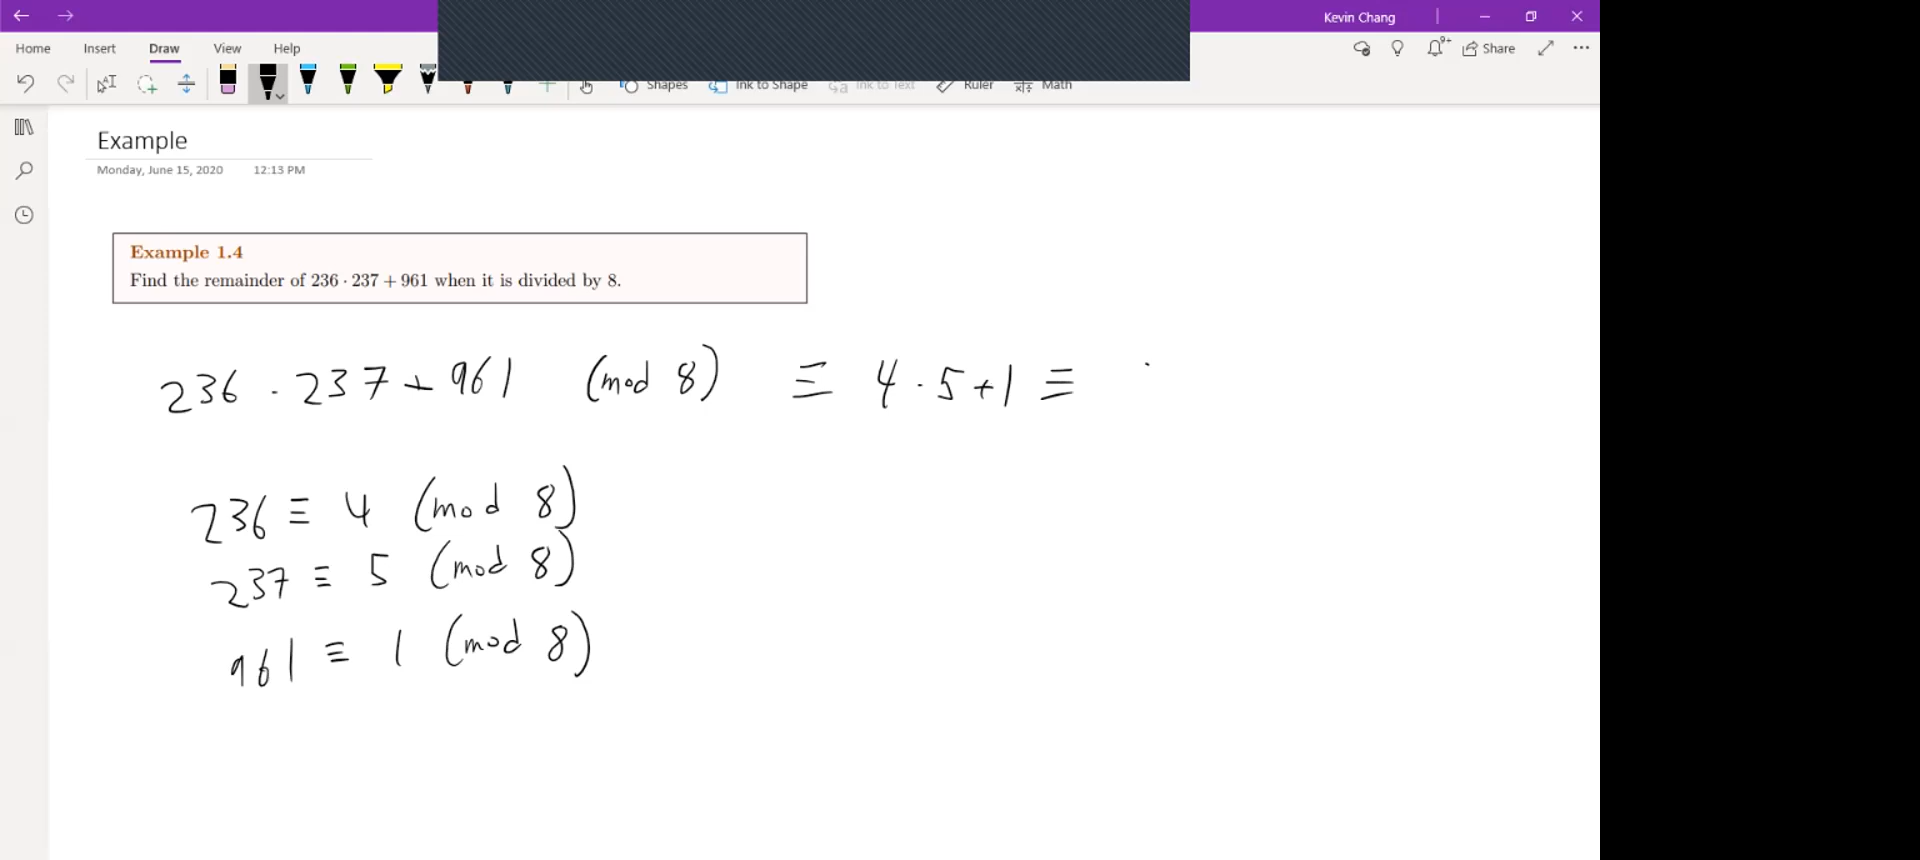 Kevin Chang
Home Insert Draw View Help
9+ Share
Shapes Ink to Shape Ink to Text Ruler Math
Example
Monday, June 15, 2020 12:13 PM
Example 1.4
Find the remainder of 236 · 237 + 961 when it is divided by 8.
236 · 237 + 961 (mod 8) ≡ 4 · 5 + 1 ≡
236 ≡ 4 (mod 8)
237 ≡ 5 (mod 8)
961 ≡ 1 (mod 8)